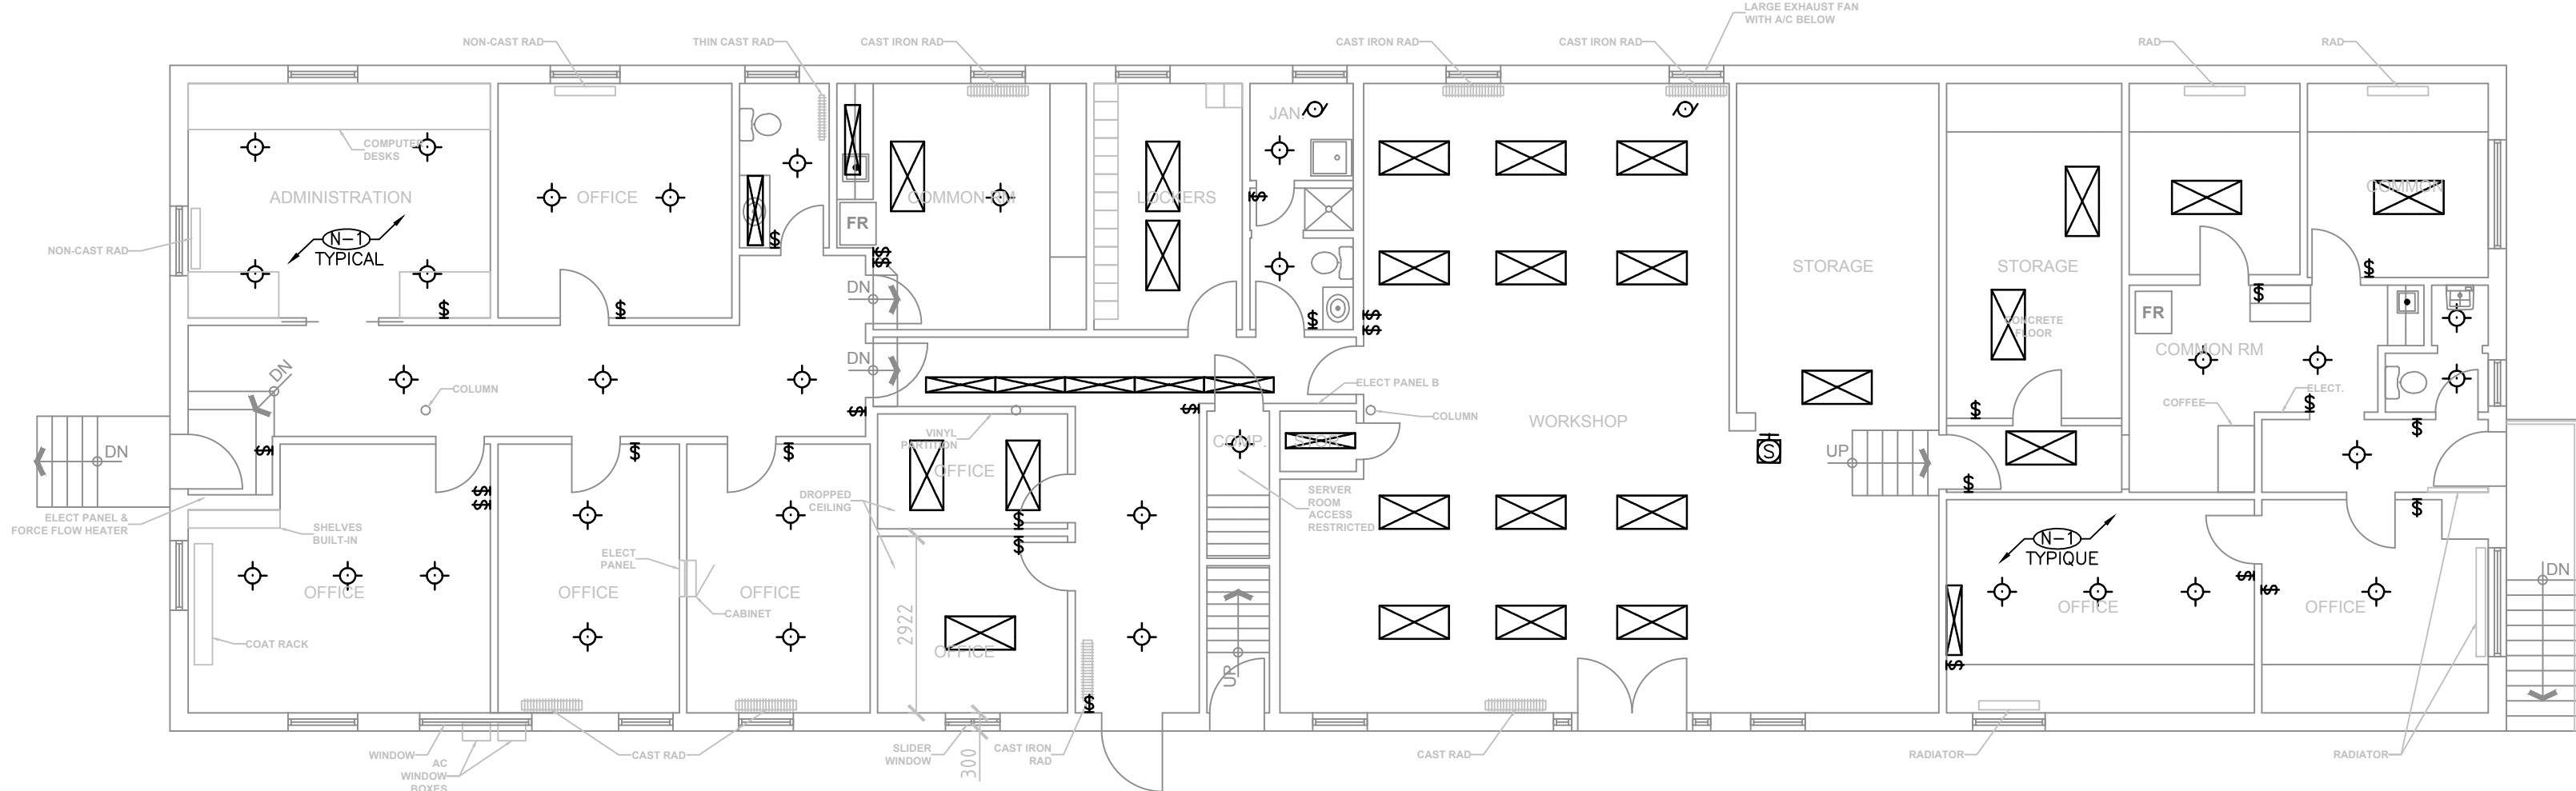 LARGE EXHAUST FAN
WITH A/C BELOW
NON-CAST RAD
THIN CAST RAD
CAST IRON RAD
CAST IRON RAD
CAST IRON RAD
RAD
RAD
COMPUTER
DESKS
JAN.
ADMINISTRATION
OFFICE
COMMON RM
LOCKERS
COMMON
FR
N-1
TYPICAL
NON-CAST RAD
DN
STORAGE
STORAGE
CONCRETE
FLOOR
FR
COMMON RM
DN
DN
COLUMN
ELECT PANEL B
COLUMN
ELECT.
COFFEE
WORKSHOP
VINYL
PARTITION
OFFICE
COMP.
STOR.
DN
UP
S
DROPPED
CEILING
SERVER
ROOM
ACCESS
RESTRICTED
ELECT PANEL &
FORCE FLOW HEATER
SHELVES
BUILT-IN
ELECT
PANEL
N-1
TYPIQUE
DN
OFFICE
OFFICE
OFFICE
CABINET
2922
OFFICE
OFFICE
OFFICE
COAT RACK
UP
WINDOW
AC
WINDOW
BOXES
CAST RAD
SLIDER
WINDOW
300
CAST IRON
RAD
CAST RAD
RADIATOR
RADIATOR